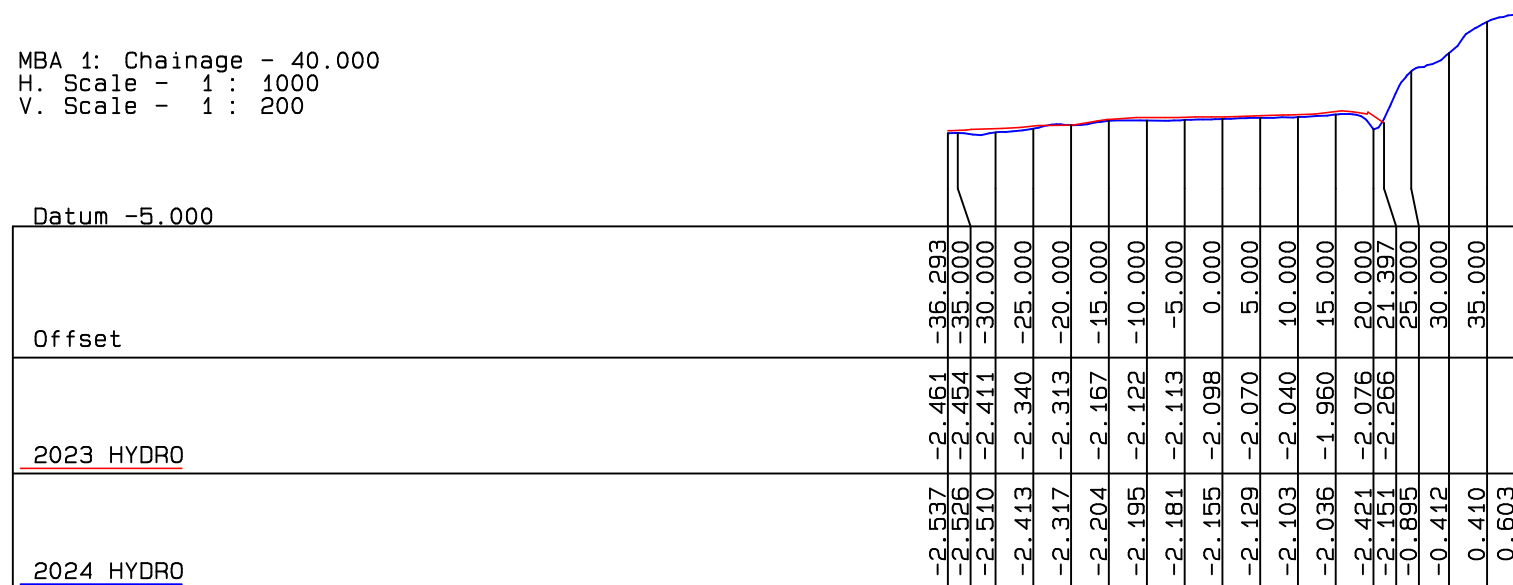 MBA 1: Chainage - 40.000
H. Scale - 1 : 1000
V. Scale - 1 : 200
Datum -5.000
Offset -36.293 -35.000 -30.000 -25.000 -20.000 -15.000 -10.000 -5.000 0.000 5.000 10.000 15.000 20.000 21.397 25.000 30.000 35.000
2023 HYDRO -2.461 -2.454 -2.411 -2.340 -2.313 -2.167 -2.122 -2.113 -2.098 -2.070 -2.040 -1.960 -2.076 -2.266
2024 HYDRO -2.537 -2.526 -2.510 -2.413 -2.317 -2.204 -2.195 -2.181 -2.155 -2.129 -2.103 -2.036 -2.421 -2.151 -0.895 -0.412 0.410 0.603